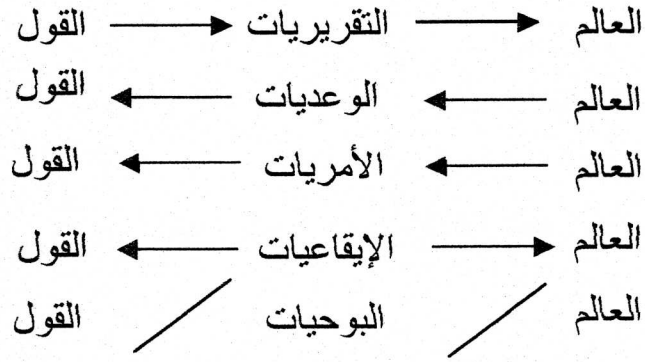 العالم التقريريات القول
العالم الوعديات القول
العالم الأمريات القول
العالم الإيقاعيات القول
العالم البوحيات القول